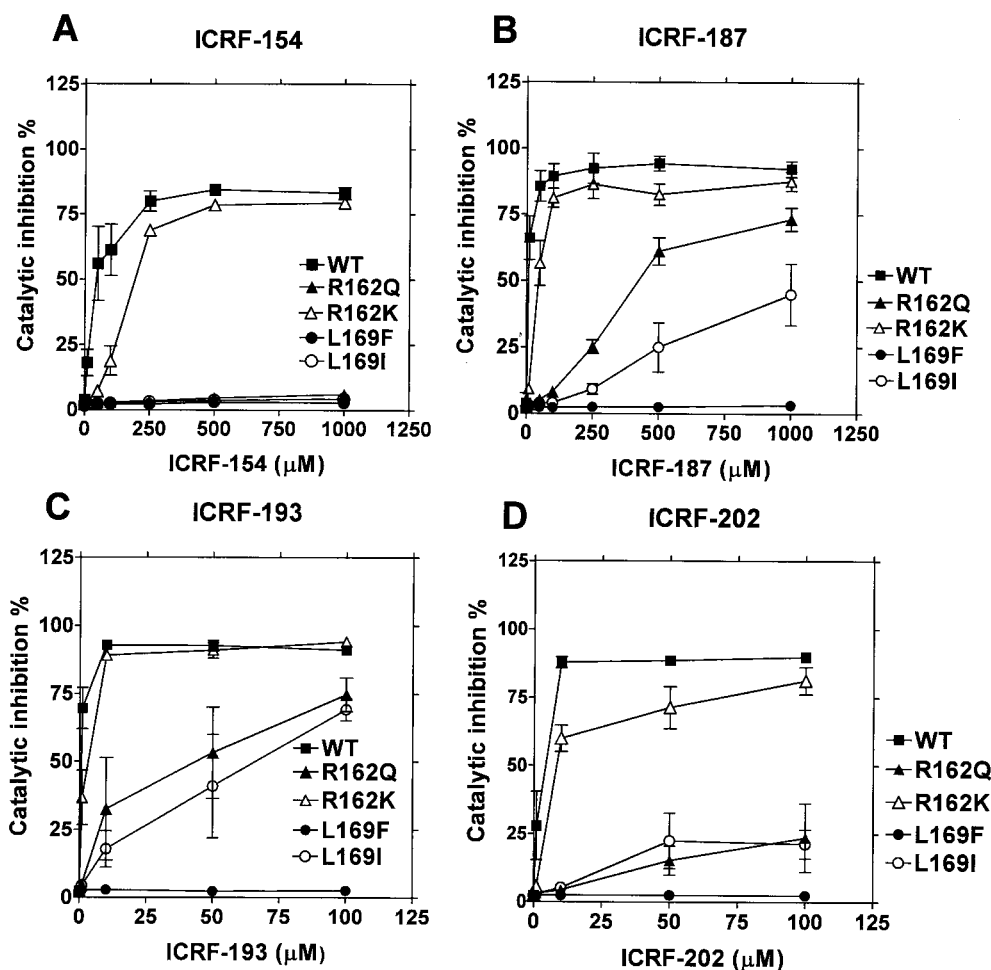 A
ICRF-154
Catalytic inhibition %
125
100
75
50
25
0
WT
R162Q
R162K
L169F
L169I
0 250 500 750 1000 1250
ICRF-154 (μM)
B
ICRF-187
Catalytic inhibition %
125
100
75
50
25
0
WT
R162Q
R162K
L169F
L169I
0 250 500 750 1000 1250
ICRF-187 (μM)
C
ICRF-193
Catalytic inhibition %
125
100
75
50
25
0
WT
R162Q
R162K
L169F
L169I
0 25 50 75 100 125
ICRF-193 (μM)
D
ICRF-202
Catalytic inhibition %
125
100
75
50
25
0
WT
R162Q
R162K
L169F
L169I
0 25 50 75 100 125
ICRF-202 (μM)